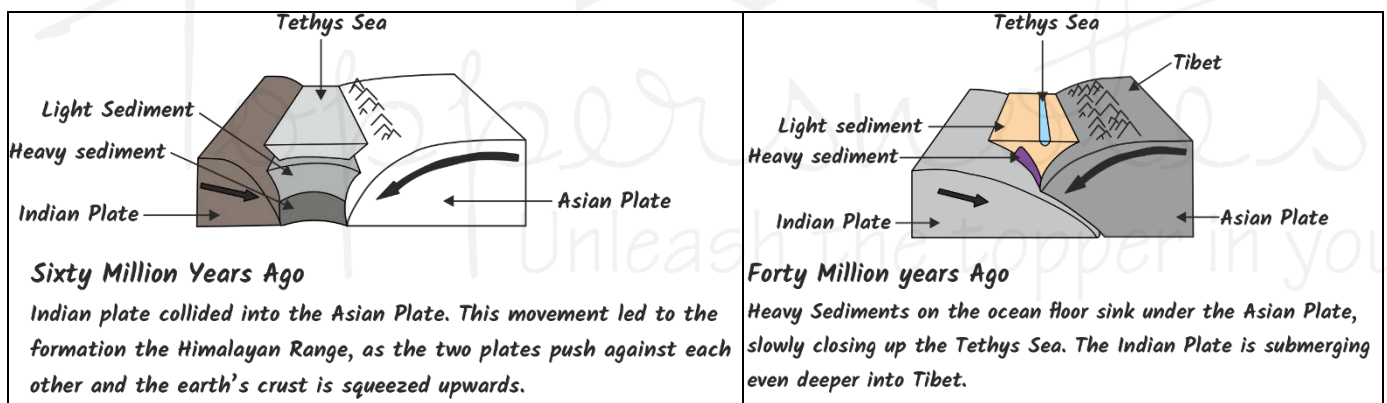 Tethys Sea
Light Sediment
Heavy sediment
Indian Plate
Asian Plate
Sixty Million Years Ago
Indian plate collided into the Asian Plate. This movement led to the
formation the Himalayan Range, as the two plates push against each
other and the earth's crust is squeezed upwards.
Tethys Sea
Tibet
Light sediment
Heavy sediment
Indian Plate
Asian Plate
Forty Million years Ago
Heavy Sediments on the ocean floor sink under the Asian Plate,
slowly closing up the Tethys Sea. The Indian Plate is submerging
even deeper into Tibet.
Toppersnotes
Unleash the topper in you